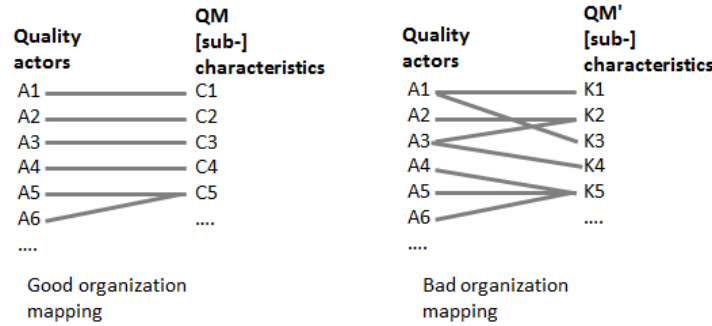 Quality
actors
QM
[sub-]
characteristics
A1 C1
A2 C2
A3 C3
A4 C4
A5 C5
A6 ....
....
Good organization
mapping
Quality
actors
QM'
[sub-]
characteristics
A1 K1
A2 K2
A3 K3
A4 K4
A5 K5
A6 ....
....
Bad organization
mapping